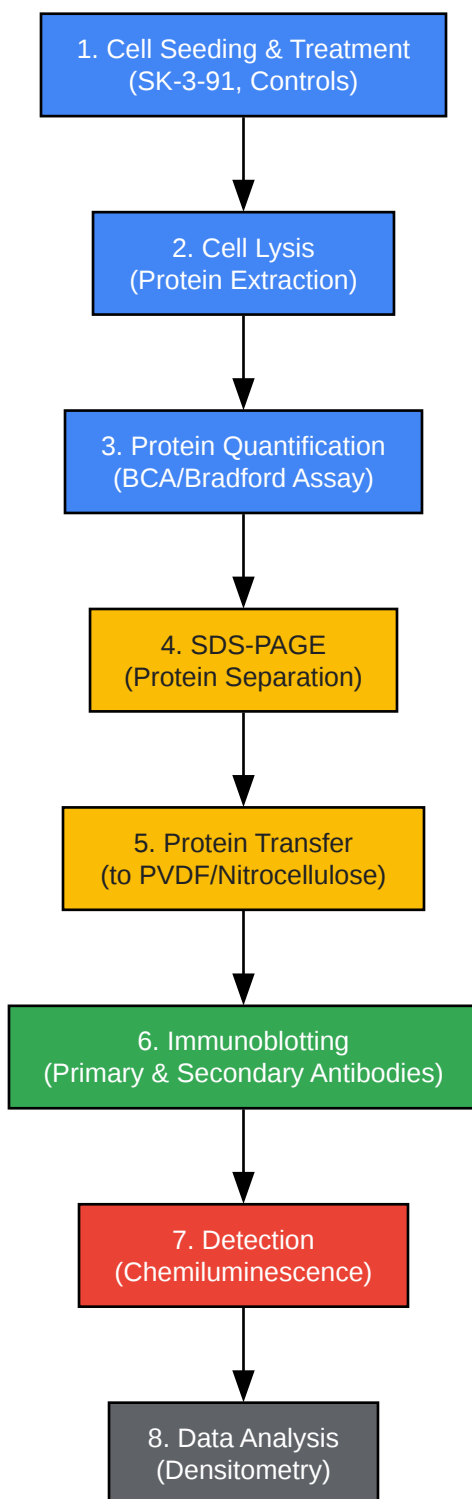 1. Cell Seeding & Treatment
(SK-3-91, Controls)
2. Cell Lysis
(Protein Extraction)
3. Protein Quantification
(BCA/Bradford Assay)
4. SDS-PAGE
(Protein Separation)
5. Protein Transfer
(to PVDF/Nitrocellulose)
6. Immunoblotting
(Primary & Secondary Antibodies)
7. Detection
(Chemiluminescence)
8. Data Analysis
(Densitometry)